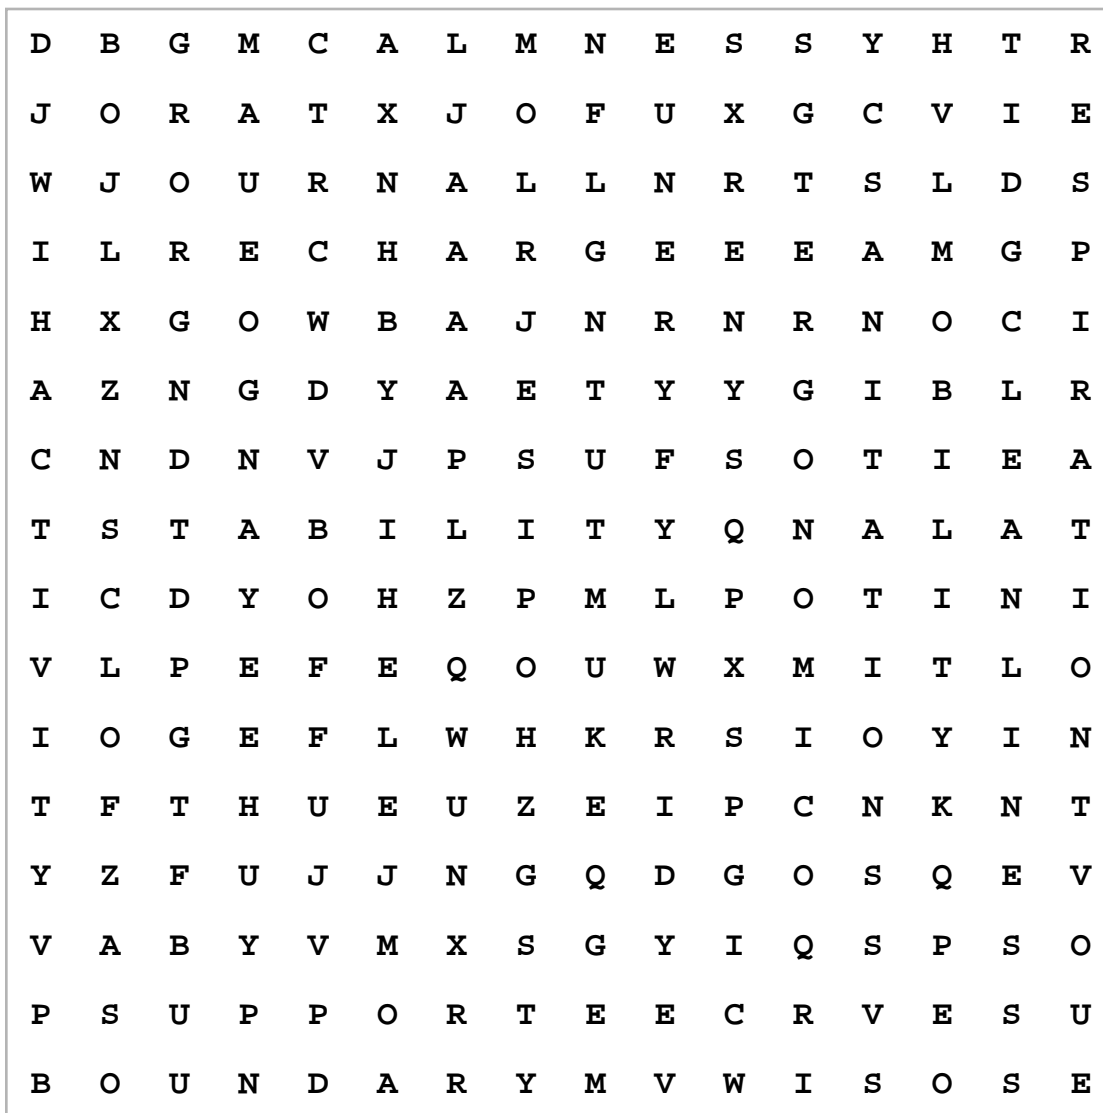 D B G M C A L M N E S S Y H T R
J O R A T X J O F U X G C V I E
W J O U R N A L L N R T S L D S
I L R E C H A R G E E E A M G P
H X G O W B A J N R N R N O C I
A Z N G D Y A E T Y Y G I B L R
C N D N V J P S U F S O T I E A
T S T A B I L I T Y Q N A L A T
I C D Y O H Z P M L P O T I N I
V L P E F E Q O U W X M I T L O
I O G E F L W H K R S I O Y I N
T F T H U E U Z E I P C N K N T
Y Z F U J J N G Q D G O S Q E V
V A B Y V M X S G Y I Q S P S O
P S U P P O R T E E C R V E S U
B O U N D A R Y M V W I S O S E